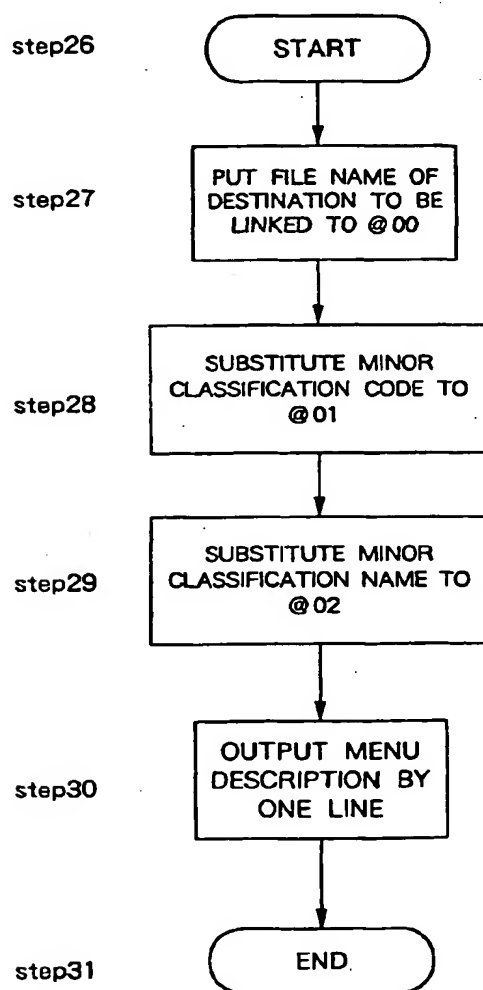 step26
START
step27
PUT FILE NAME OF
DESTINATION TO BE
LINKED TO @00
step28
SUBSTITUTE MINOR
CLASSIFICATION CODE TO
@01
step29
SUBSTITUTE MINOR
CLASSIFICATION NAME TO
@02
step30
OUTPUT MENU
DESCRIPTION BY
ONE LINE
step31
END